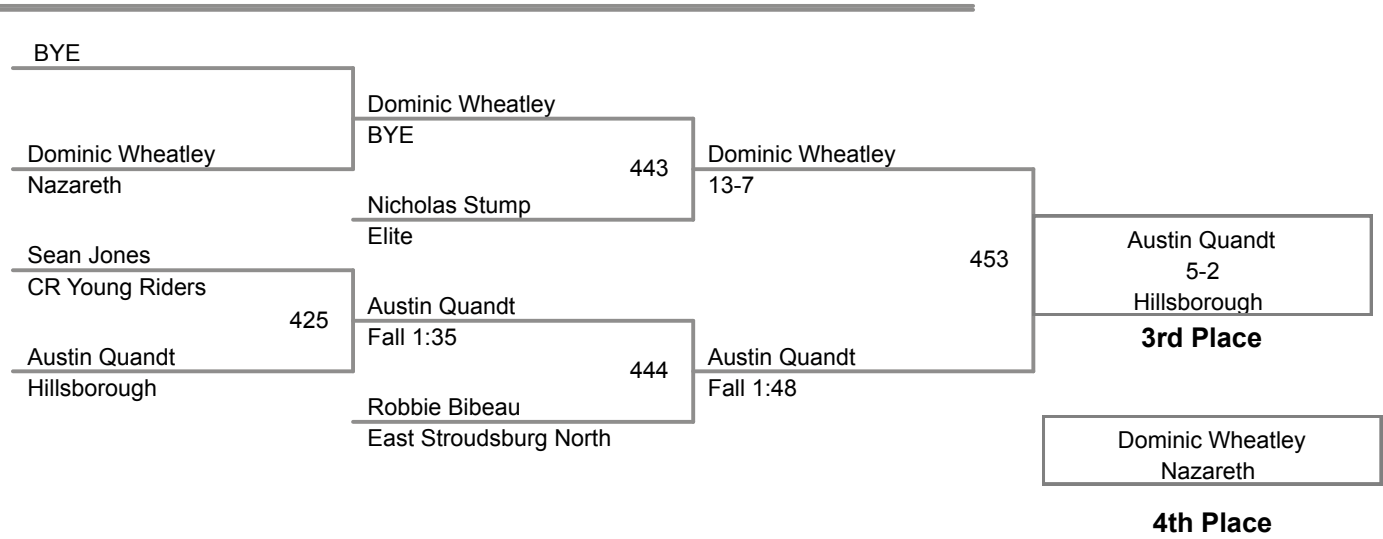 BYE
Dominic Wheatley
Nazareth
Sean Jones
CR Young Riders
425
Austin Quandt
Hillsborough
Dominic Wheatley
BYE
443
Nicholas Stump
Elite
Austin Quandt
Fall 1:35
444
Robbie Bibeau
East Stroudsburg North
Dominic Wheatley
13-7
453
Austin Quandt
Fall 1:48
Austin Quandt
5-2
Hillsborough
3rd Place
Dominic Wheatley
Nazareth
4th Place